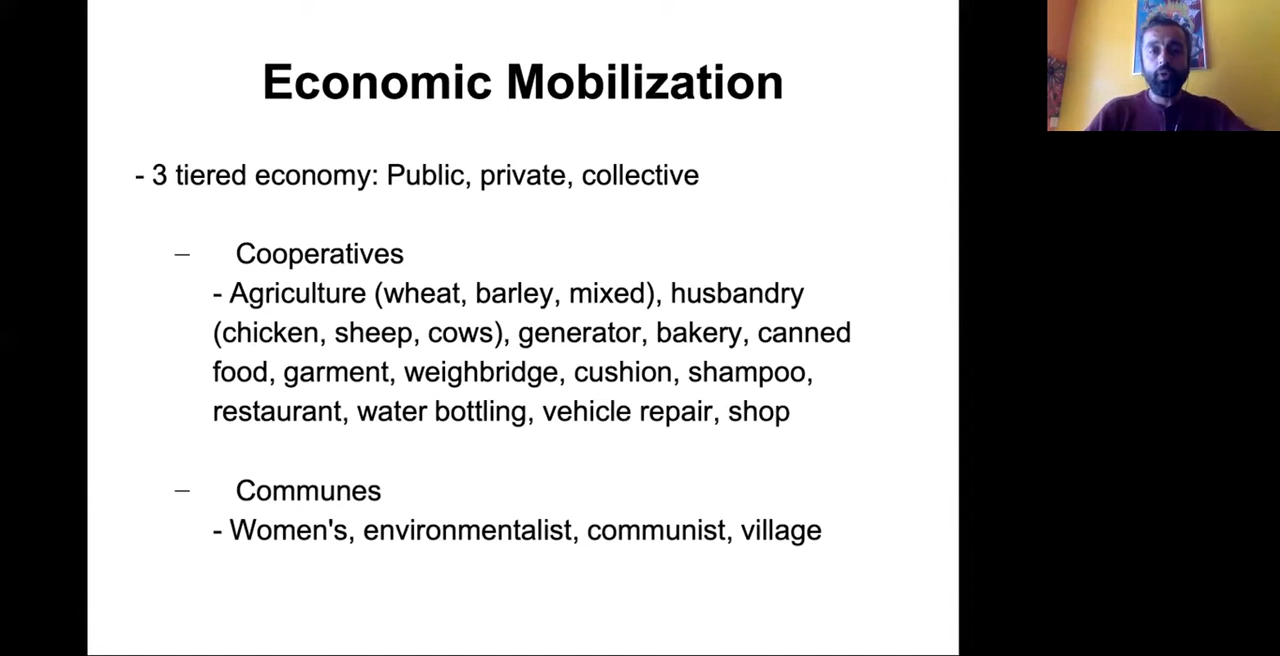 Economic Mobilization
- 3 tiered economy: Public, private, collective
– Cooperatives
- Agriculture (wheat, barley, mixed), husbandry
(chicken, sheep, cows), generator, bakery, canned
food, garment, weighbridge, cushion, shampoo,
restaurant, water bottling, vehicle repair, shop
– Communes
- Women's, environmentalist, communist, village